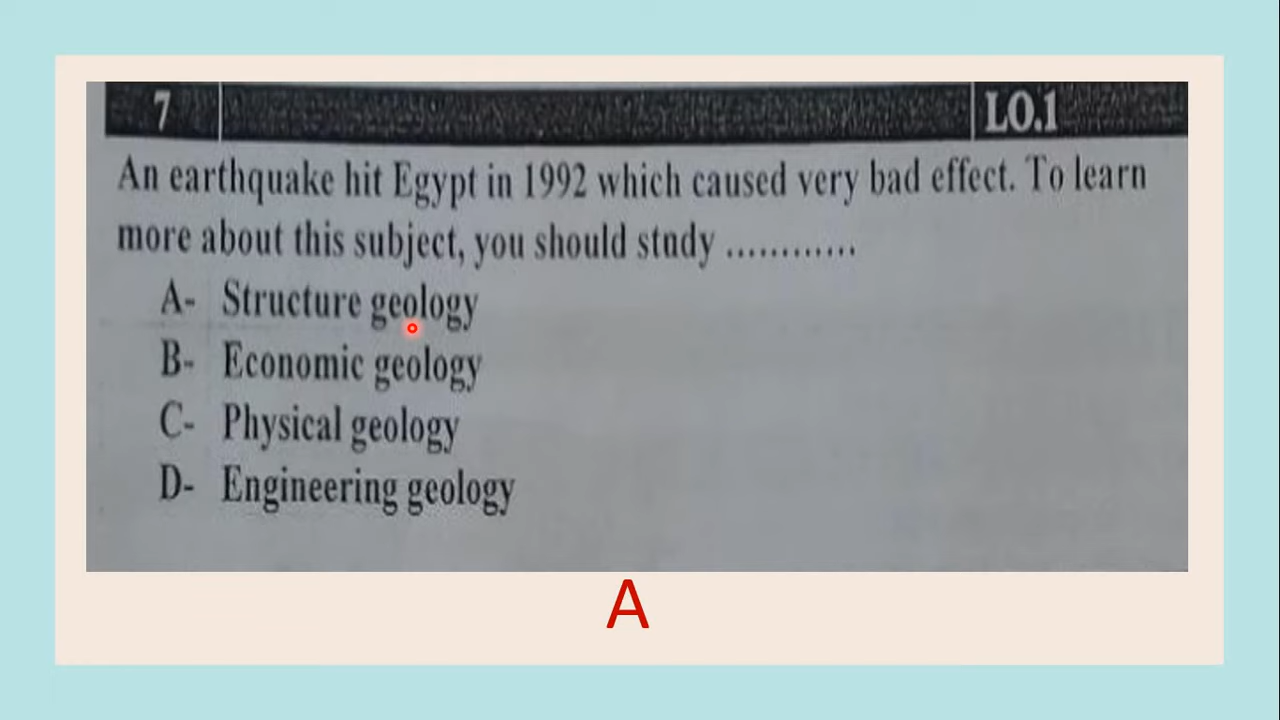 7 LO.1
An earthquake hit Egypt in 1992 which caused very bad effect. To learn
more about this subject, you should study ............
A- Structure geology
B- Economic geology
C- Physical geology
D- Engineering geology
A